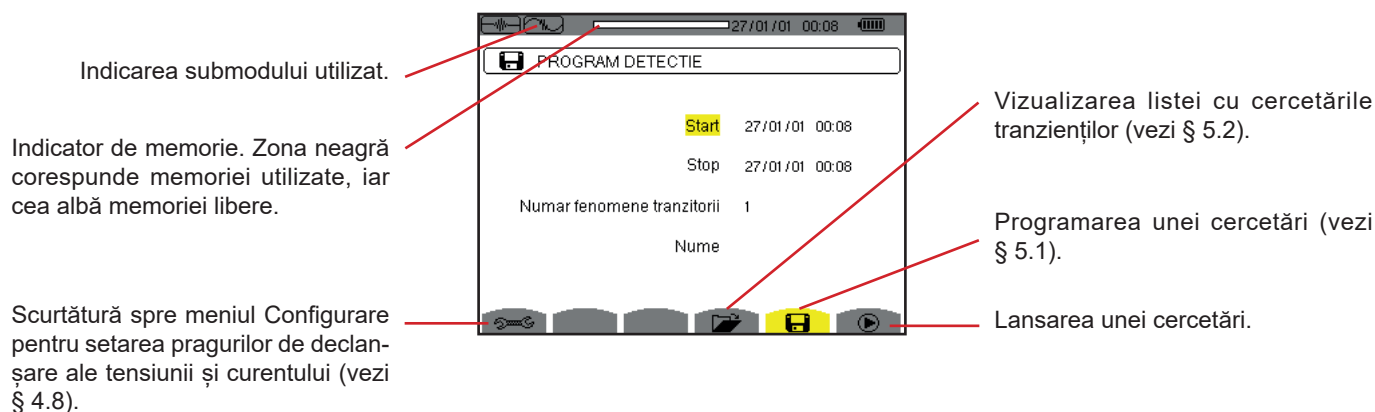 Indicarea submodului utilizat.
Indicator de memorie. Zona neagră
corespunde memoriei utilizate, iar
cea albă memoriei libere.
Scurtătură spre meniul Configurare
pentru setarea pragurilor de declan-
șare ale tensiunii și curentului (vezi
§ 4.8).
27/01/01 00:08
PROGRAM DETECTIE
Start 27/01/01 00:08
Stop 27/01/01 00:08
Numar fenomene tranzitorii 1
Nume
Vizualizarea listei cu cercetările
tranzienților (vezi § 5.2).
Programarea unei cercetări (vezi
§ 5.1).
Lansarea unei cercetări.